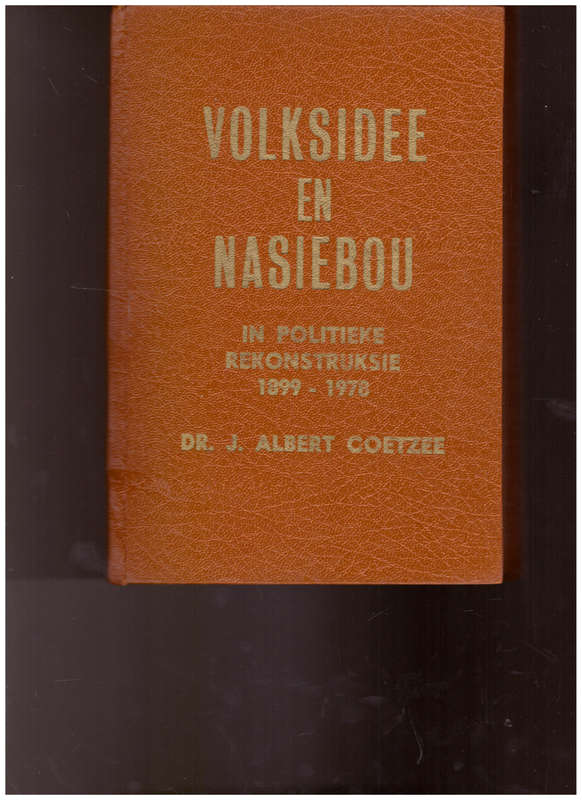 VOLKSIDEE
EN
NASIEBOU
IN POLITIEKE
REKONSTRUKSIE
1899 - 1978
DR. J. ALBERT COETZEE